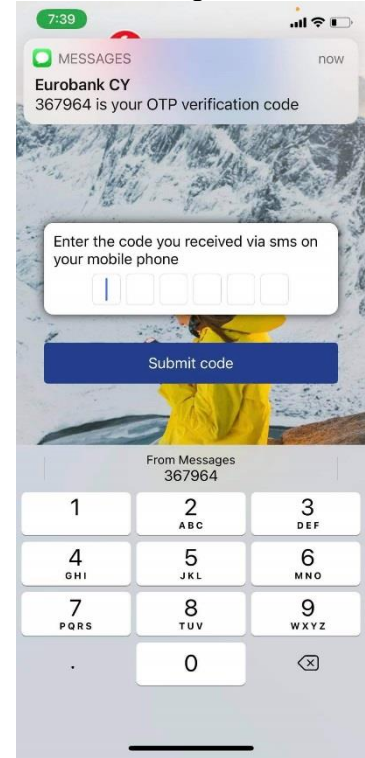 7:39
MESSAGES
now
Eurobank CY
367964 is your OTP verification code
Enter the code you received via sms on
your mobile phone
Submit code
From Messages
367964
1
2
ABC
3
DEF
4
GHI
5
JKL
6
MNO
7
PQRS
8
TUV
9
WXYZ
.
0